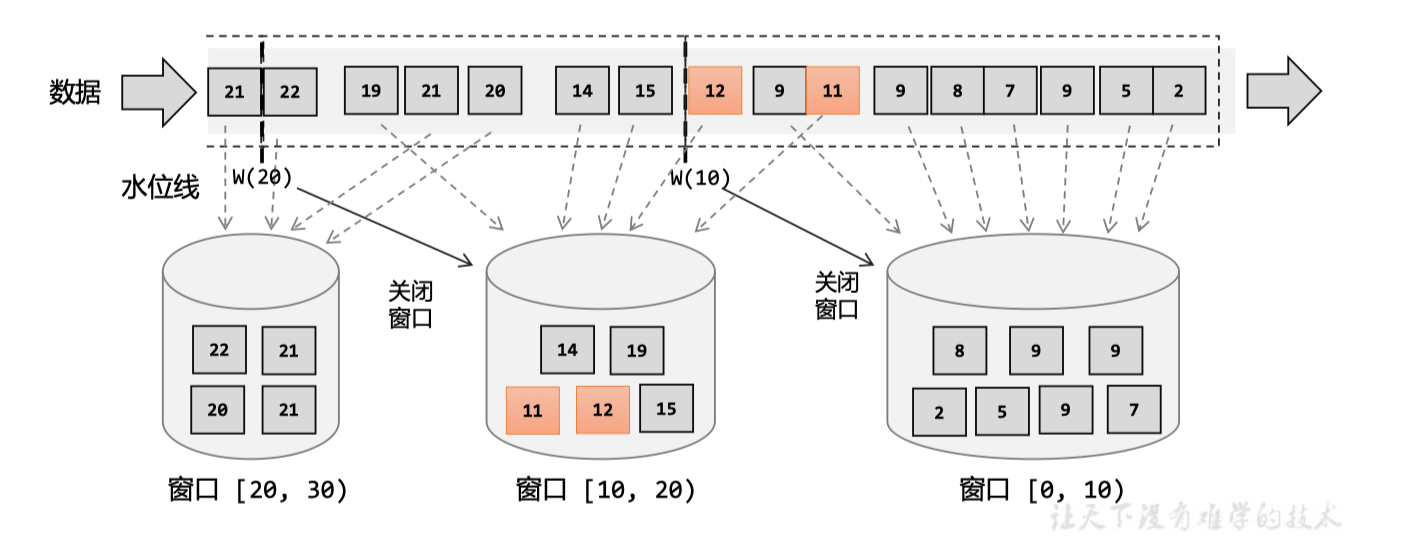 数据
21 22 19 21 20 14 15 12 9 11 9 8 7 9 5 2
水位线
W(20)
W(10)
关闭
窗口
关闭
窗口
22 21
20 21
14 19
11 12 15
8 9 9
2 5 9 7
窗口 [20, 30)
窗口 [10, 20)
窗口 [0, 10)
让天下没有难学的技术